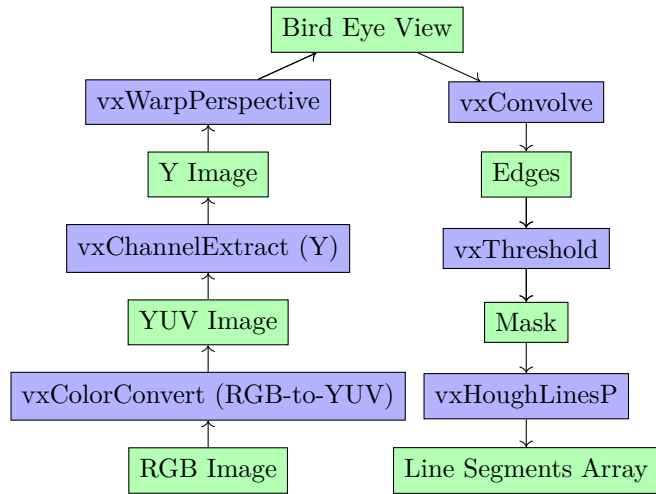 Bird Eye View
vxWarpPerspective
vxConvolve
Y Image
Edges
vxChannelExtract (Y)
vxThreshold
YUV Image
Mask
vxColorConvert (RGB-to-YUV)
vxHoughLinesP
RGB Image
Line Segments Array